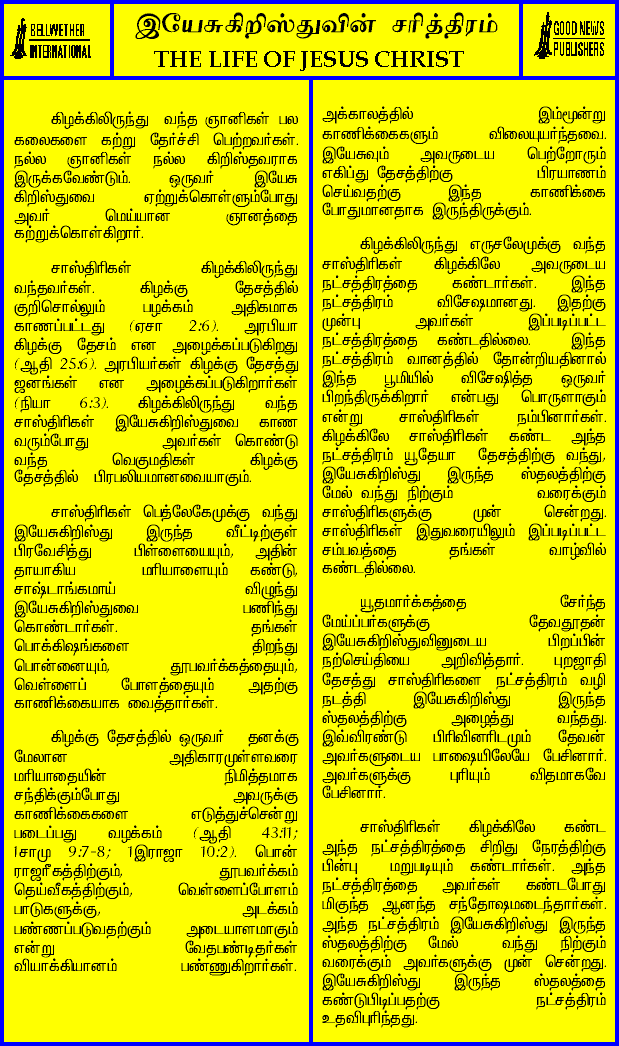 BELLWETHER
INTERNATIONAL
இயேசுகிறிஸ்துவின் சரித்திரம்
THE LIFE OF JESUS CHRIST
GOOD NEWS
PUBLISHERS
கிழக்கிலிருந்து வந்த ஞானிகள் பல
கலைகளை கற்று தேர்ச்சி பெற்றவர்கள்.
நல்ல ஞானிகள் நல்ல கிறிஸ்தவராக
இருக்கவேண்டும். ஒருவர் இயேசு
கிறிஸ்துவை ஏற்றுக்கொள்ளும்போது
அவர் மெய்யான ஞானத்தை
கற்றுக்கொள்கிறார்.
சாஸ்திரிகள் கிழக்கிலிருந்து
வந்தவர்கள். கிழக்கு தேசத்தில்
குறிசொல்லும் பழக்கம் அதிகமாக
காணப்பட்டது (ஏசா 2:6). அரபியா
கிழக்கு தேசம் என அழைக்கப்படுகிறது
(ஆதி 25:6). அரபியர்கள் கிழக்கு தேசத்து
ஜனங்கள் என அழைக்கப்படுகிறார்கள்
(நியா 6:3). கிழக்கிலிருந்து வந்த
சாஸ்திரிகள் இயேசுகிறிஸ்துவை காண
வரும்போது அவர்கள் கொண்டு
வந்த வெகுமதிகள் கிழக்கு
தேசத்தில் பிரபலியமானவையாகும்.
சாஸ்திரிகள் பெத்லேகேமுக்கு வந்து
இயேசுகிறிஸ்து இருந்த வீட்டிற்குள்
பிரவேசித்து பிள்ளையையும், அதின்
தாயாகிய மரியாளையும் கண்டு,
சாஷ்டாங்கமாய் விழுந்து
இயேசுகிறிஸ்துவை பணிந்து
கொண்டார்கள். தங்கள்
பொக்கிஷங்களை திறந்து
பொன்னையும், தூபவர்க்கத்தையும்,
வெள்ளைப் போளத்தையும் அதற்கு
காணிக்கையாக வைத்தார்கள்.
கிழக்கு தேசத்தில் ஒருவர் தனக்கு
மேலான அதிகாரமுள்ளவரை
மரியாதையின் நிமித்தமாக
சந்திக்கும்போது அவருக்கு
காணிக்கைகளை எடுத்துச்சென்று
படைப்பது வழக்கம் (ஆதி 43:11;
1சாமு 9:7-8; 1இராஜா 10:2). பொன்
ராஜரீகத்திற்கும், தூபவர்க்கம்
தெய்வீகத்திற்கும், வெள்ளைப்போளம்
பாடுகளுக்கு, அடக்கம்
பண்ணப்படுவதற்கும் அடையாளமாகும்
என்று வேதபண்டிதர்கள்
வியாக்கியானம் பண்ணுகிறார்கள்.
அக்காலத்தில் இம்மூன்று
காணிக்கைகளும் விலையுயர்ந்தவை.
இயேசுவும் அவருடைய பெற்றோரும்
எகிப்து தேசத்திற்கு பிரயாணம்
செய்வதற்கு இந்த காணிக்கை
போதுமானதாக இருந்திருக்கும்.
கிழக்கிலிருந்து எருசலேமுக்கு வந்த
சாஸ்திரிகள் கிழக்கிலே அவருடைய
நட்சத்திரத்தை கண்டார்கள். இந்த
நட்சத்திரம் விசேஷமானது. இதற்கு
முன்பு அவர்கள் இப்படிப்பட்ட
நட்சத்திரத்தை கண்டதில்லை. இந்த
நட்சத்திரம் வானத்தில் தோன்றியதினால்
இந்த பூமியில் விசேஷித்த ஒருவர்
பிறந்திருக்கிறார் என்பது பொருளாகும்
என்று சாஸ்திரிகள் நம்பினார்கள்.
கிழக்கிலே சாஸ்திரிகள் கண்ட அந்த
நட்சத்திரம் யூதேயா தேசத்திற்கு வந்து,
இயேசுகிறிஸ்து இருந்த ஸ்தலத்திற்கு
மேல் வந்து நிற்கும் வரைக்கும்
சாஸ்திரிகளுக்கு முன் சென்றது.
சாஸ்திரிகள் இதுவரையிலும் இப்படிப்பட்ட
சம்பவத்தை தங்கள் வாழ்வில்
கண்டதில்லை.
யூதமார்க்கத்தை சேர்ந்த
மேய்ப்பர்களுக்கு தேவதூதன்
இயேசுகிறிஸ்துவினுடைய பிறப்பின்
நற்செய்தியை அறிவித்தார். புறஜாதி
தேசத்து சாஸ்திரிகளை நட்சத்திரம் வழி
நடத்தி இயேசுகிறிஸ்து இருந்த
ஸ்தலத்திற்கு அழைத்து வந்தது.
இவ்விரண்டு பிரிவினரிடமும் தேவன்
அவர்களுடைய பாஷையிலேயே பேசினார்.
அவர்களுக்கு புரியும் விதமாகவே
பேசினார்.
சாஸ்திரிகள் கிழக்கிலே கண்ட
அந்த நட்சத்திரத்தை சிறிது நேரத்திற்கு
பின்பு மறுபடியும் கண்டார்கள். அந்த
நட்சத்திரத்தை அவர்கள் கண்டபோது
மிகுந்த ஆனந்த சந்தோஷமடைந்தார்கள்.
அந்த நட்சத்திரம் இயேசுகிறிஸ்து இருந்த
ஸ்தலத்திற்கு மேல் வந்து நிற்கும்
வரைக்கும் அவர்களுக்கு முன் சென்றது.
இயேசுகிறிஸ்து இருந்த ஸ்தலத்தை
கண்டுபிடிப்பதற்கு நட்சத்திரம்
உதவிபுரிந்தது.